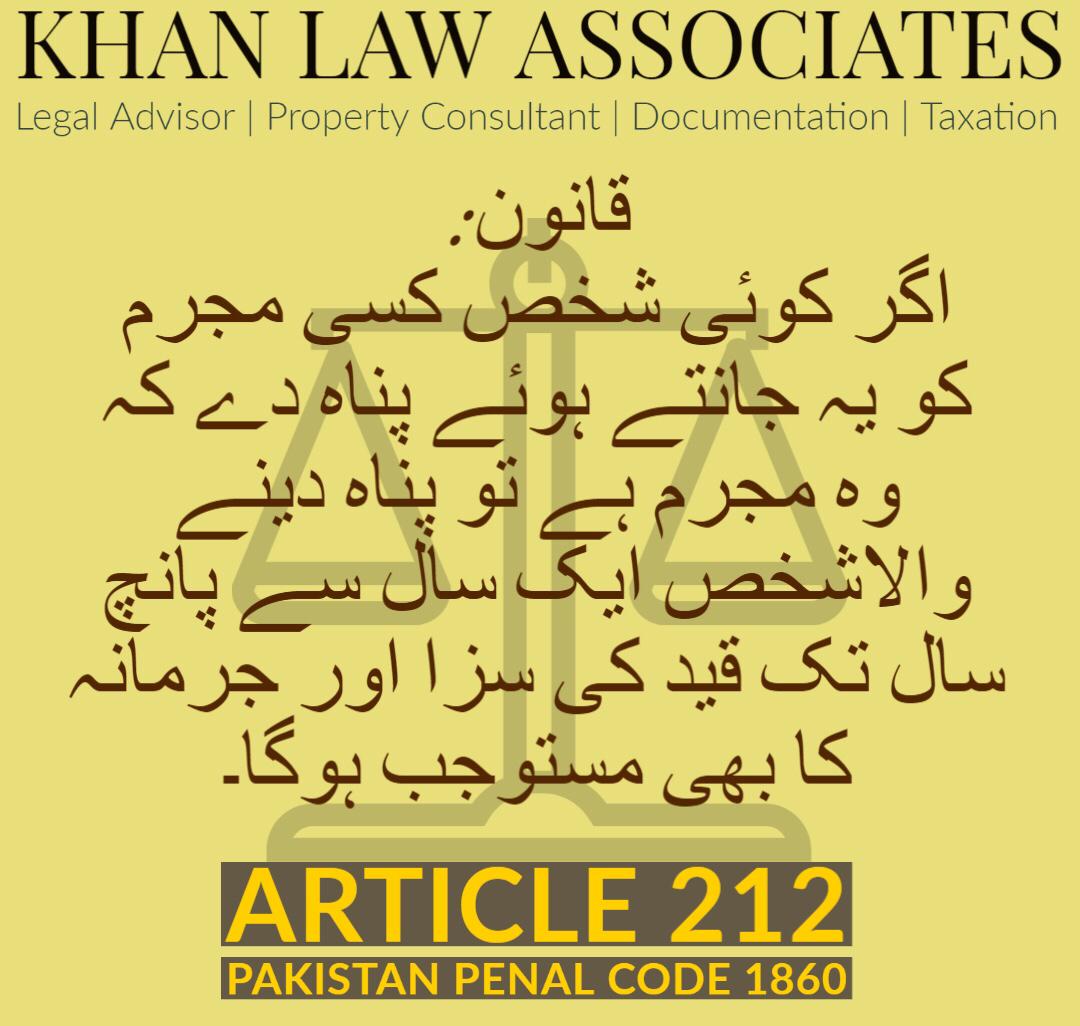 KHAN LAW ASSOCIATES
Legal Advisor | Property Consultant | Documentation | Taxation
قانون:
اگر کوئی شخص کسی مجرم
کو یہ جانتے ہوئے پناہ دے کہ
وہ مجرم ہے تو پناہ دینے
والاشخص ایک سال سے پانچ
سال تک قید کی سزا اور جرمانہ
کا بھی مستوجب ہوگا۔
ARTICLE 212
PAKISTAN PENAL CODE 1860